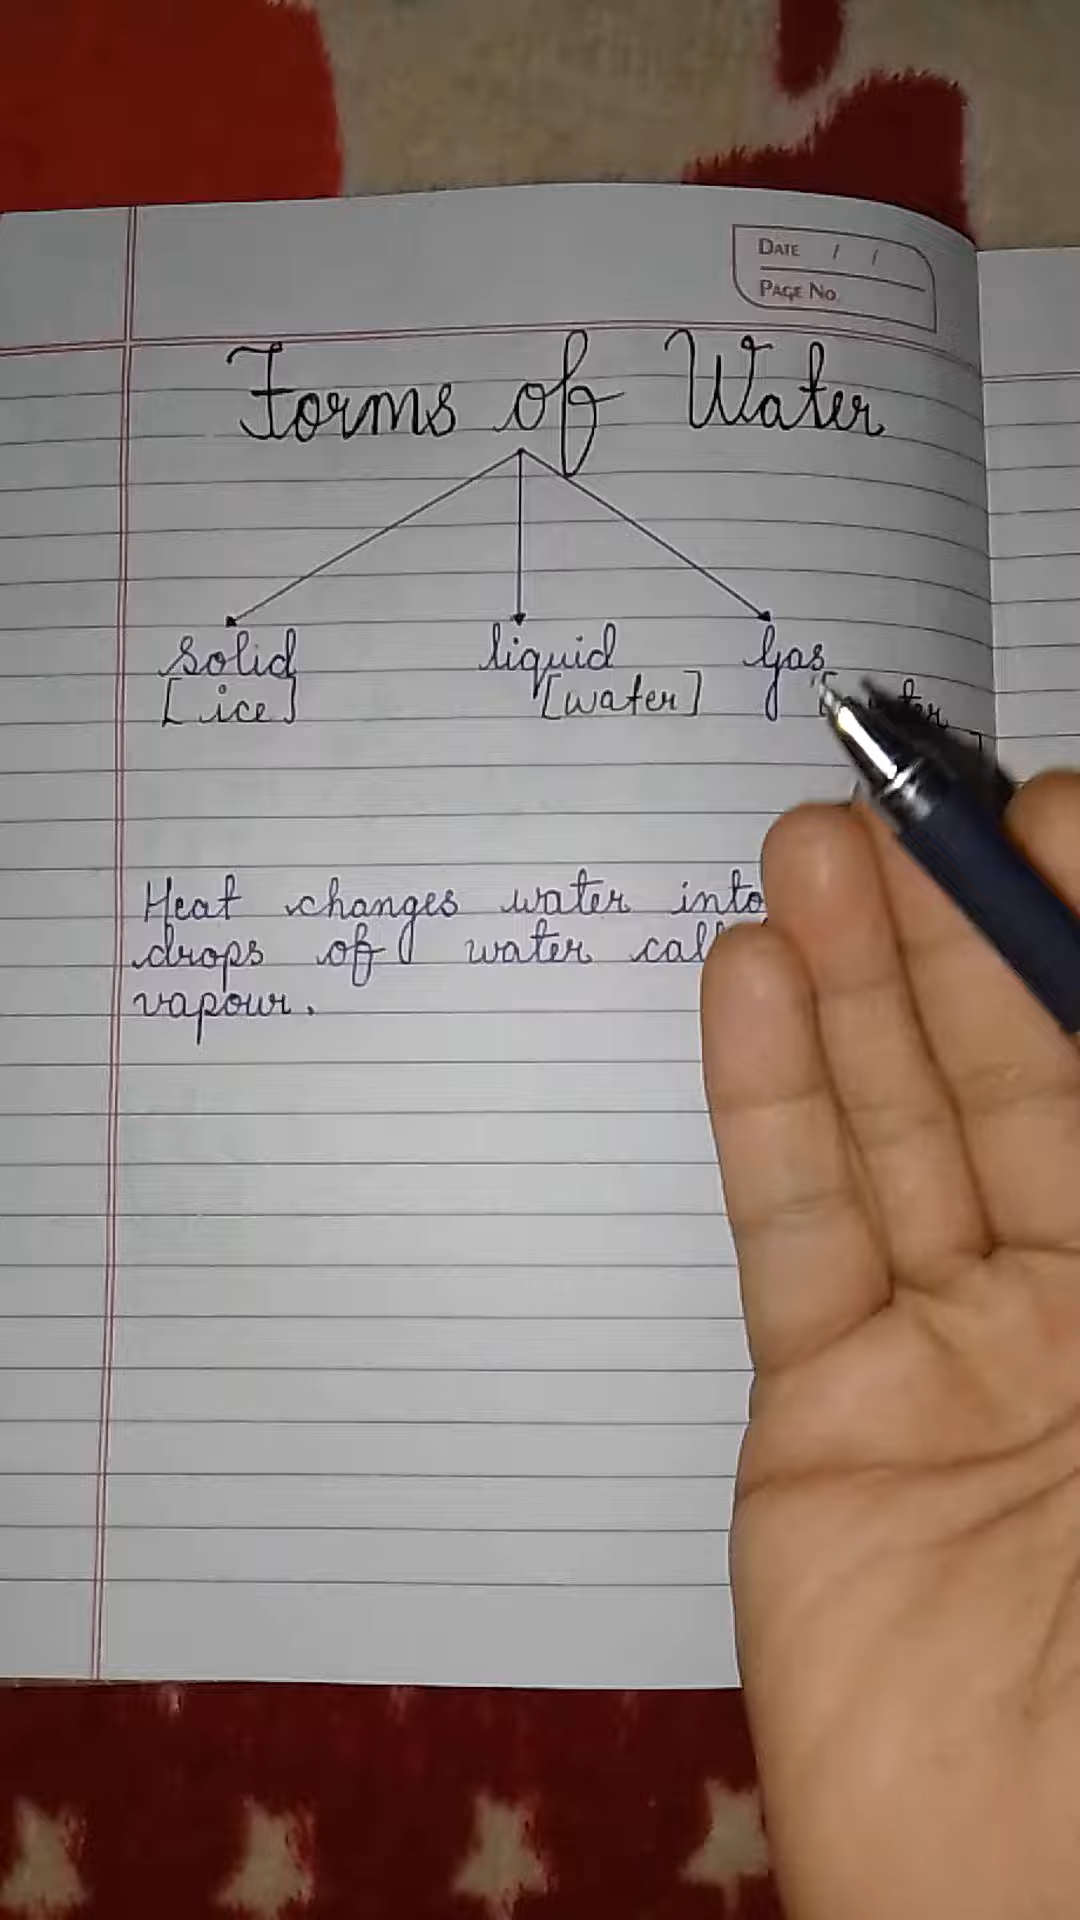 DATE / /
PAGE No.
Forms of Water
solid liquid Gas
[ice] [water] [water
]
Heat changes water into
drops of water
vapour.